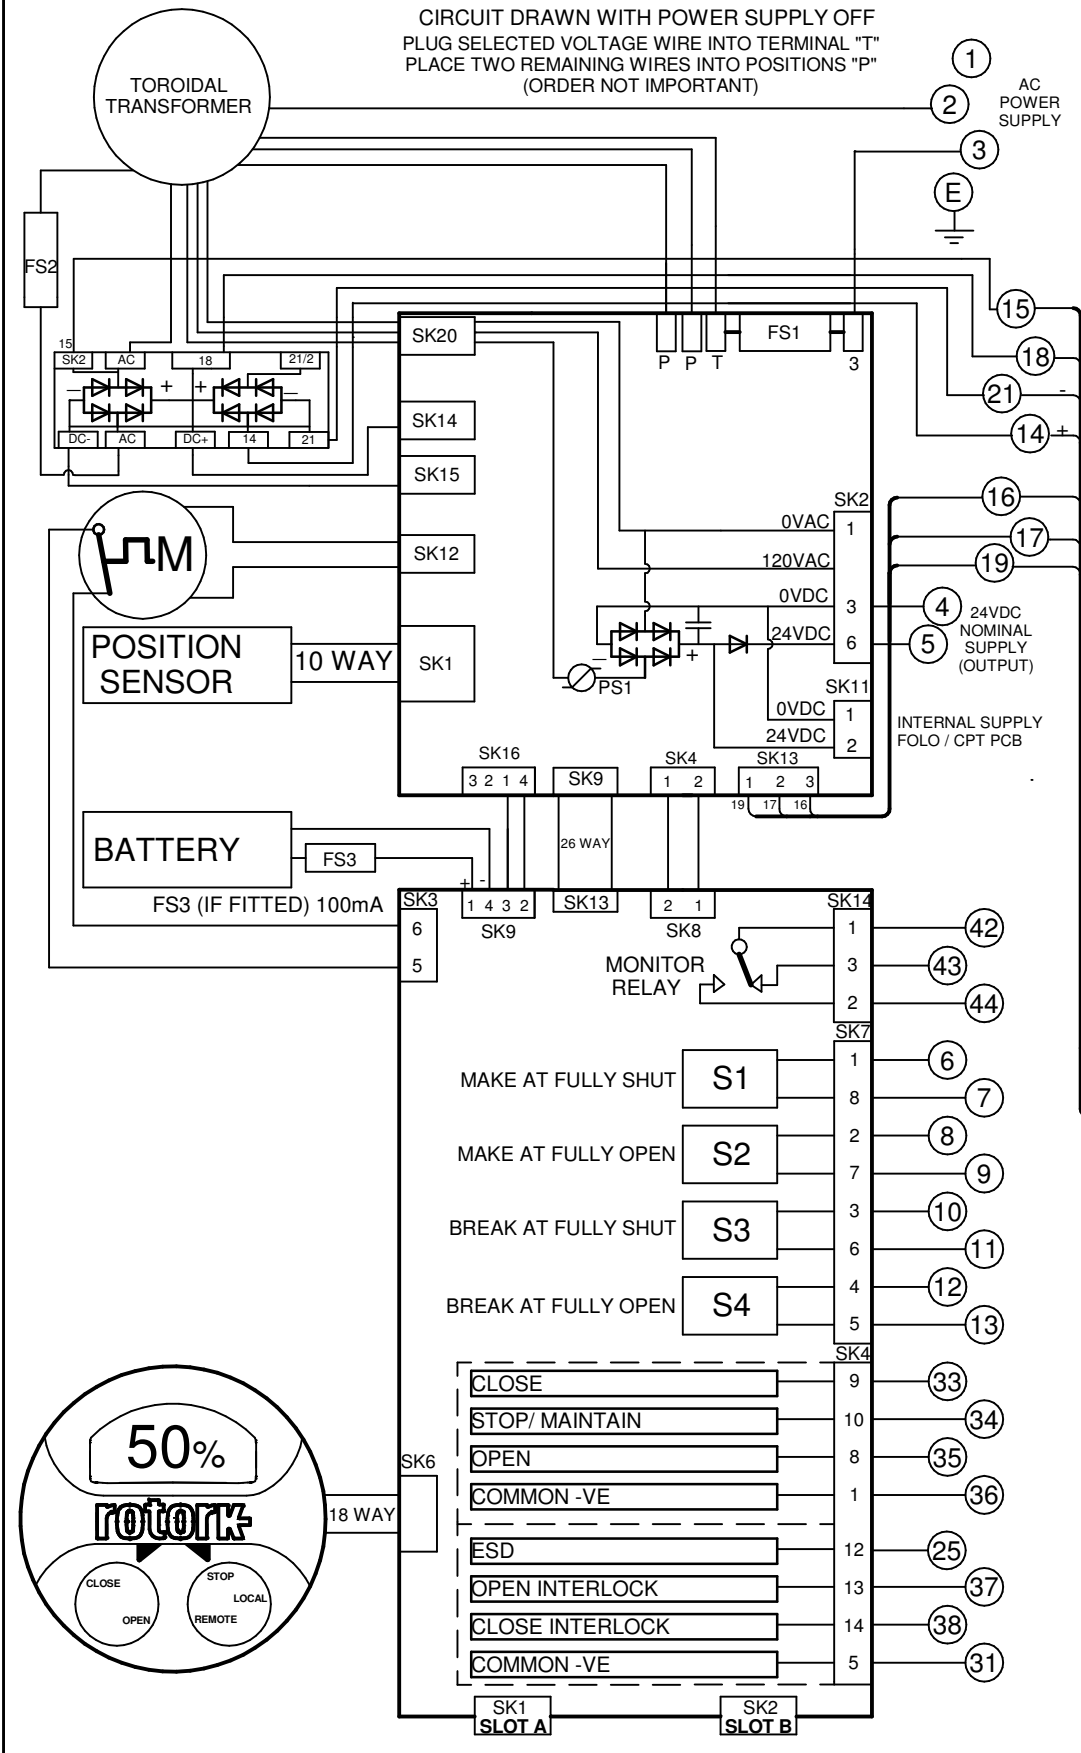 CIRCUIT DRAWN WITH POWER SUPPLY OFF
PLUG SELECTED VOLTAGE WIRE INTO TERMINAL "T"
PLACE TWO REMAINING WIRES INTO POSITIONS "P"
(ORDER NOT IMPORTANT)
TOROIDAL
TRANSFORMER
1
2
3
E
AC
POWER
SUPPLY
FS2
15
SK2
AC
18
21/2
— + + —
DC-
AC
DC+
14
21
SK20
SK14
SK15
SK12
SK1
P P T
FS1
3
15
18
21
-
14
+
16
17
19
SK2
0VAC
1
120VAC
0VDC
3
24VDC
6
4
5
24VDC
NOMINAL
SUPPLY
(OUTPUT)
— +
PS1
SK11
0VDC
1
24VDC
2
INTERNAL SUPPLY
FOLO / CPT PCB
M
POSITION
SENSOR
10 WAY
SK16
3 2 1 4
SK9
SK4
1 2
SK13
1 2 3
19 17 16
26 WAY
BATTERY
FS3
+ -
FS3 (IF FITTED) 100mA
SK3
6
5
1 4 3 2
SK9
SK13
2 1
SK8
SK14
1
3
2
MONITOR
RELAY
42
43
44
SK7
MAKE AT FULLY SHUT
S1
1
8
6
7
MAKE AT FULLY OPEN
S2
2
7
8
9
BREAK AT FULLY SHUT
S3
3
6
10
11
BREAK AT FULLY OPEN
S4
4
5
12
13
SK4
CLOSE
9
33
STOP/ MAINTAIN
10
34
OPEN
8
35
COMMON -VE
1
36
ESD
12
25
OPEN INTERLOCK
13
37
CLOSE INTERLOCK
14
38
COMMON -VE
5
31
50%
rotork
CLOSE
OPEN
STOP
LOCAL
REMOTE
18 WAY
SK6
SK1
SLOT A
SK2
SLOT B